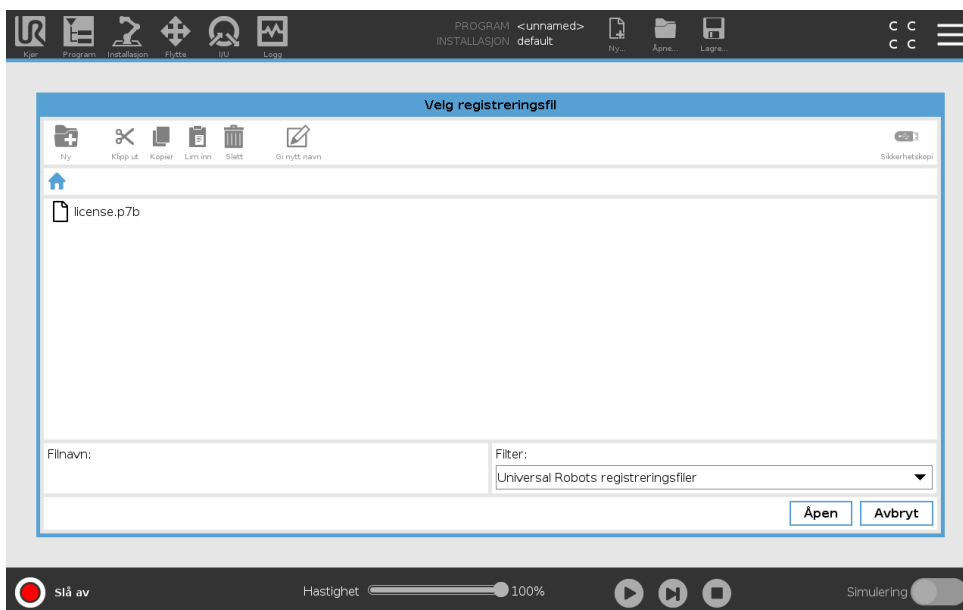 UR
PROGRAM <unnamed>
INSTALLASJON default
C C
C C
Kjør Program Installasjon Flytte I/U Logg Ny... Åpne... Lagre...
Velg registreringsfil
Ny Klipp ut Kopier Lim inn Slett Gi nytt navn Sikkerhetskopi
license.p7b
Filnavn: Filter:
Universal Robots registreringsfiler
Åpen Avbryt
Slå av Hastighet 100% Simulering